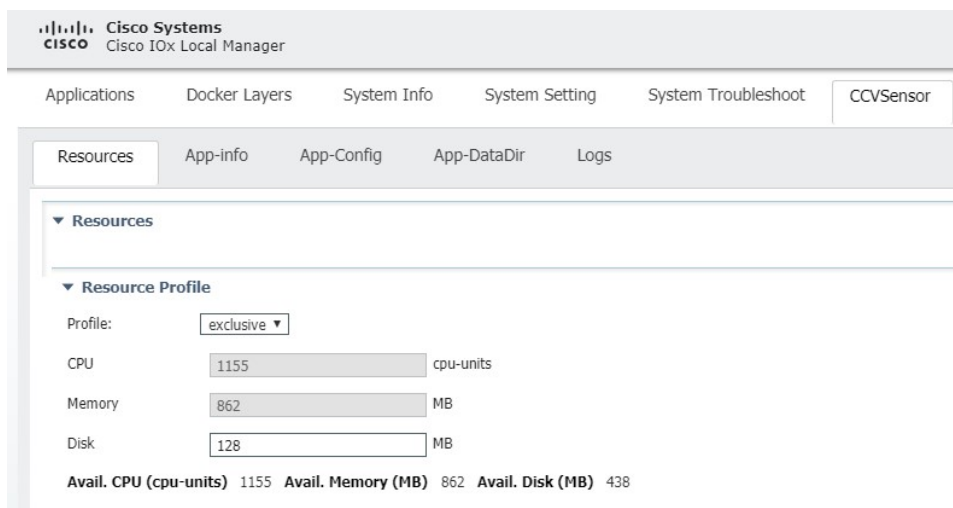 Cisco Systems
CISCO Cisco IOx Local Manager
Applications Docker Layers System Info System Setting System Troubleshoot CCVSensor
Resources App-info App-Config App-DataDir Logs
Resources
Resource Profile
Profile: exclusive
CPU 1155 cpu-units
Memory 862 MB
Disk 128 MB
Avail. CPU (cpu-units) 1155 Avail. Memory (MB) 862 Avail. Disk (MB) 438